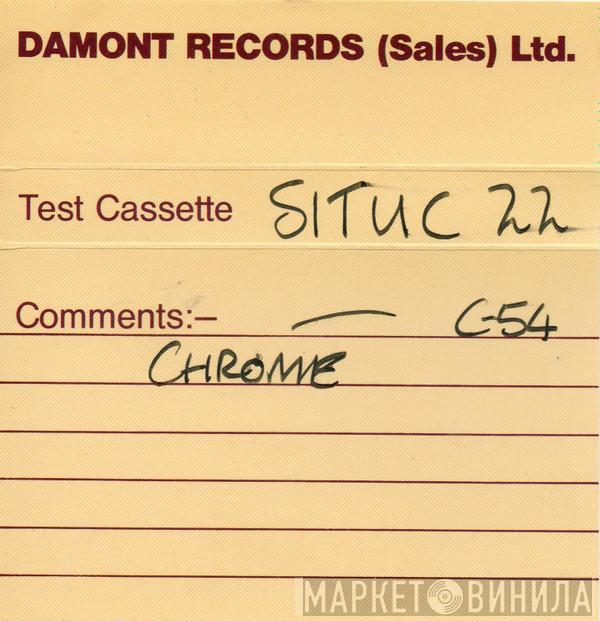 DAMONT RECORDS (Sales) Ltd.
Test Cassette SITUC 22
Comments:— — C-54
CHROME
МАРКЕТ ВИНИЛА